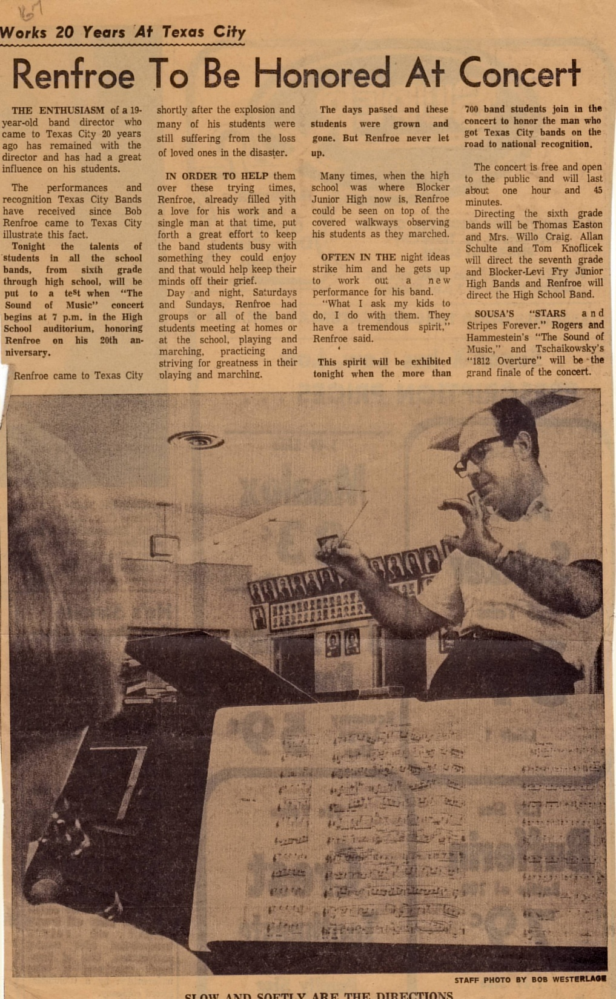 Works 20 Years At Texas City
Renfroe To Be Honored At Concert
THE ENTHUSIASM of a 19-
year-old band director who
came to Texas City 20 years
ago has remained with the
director and has had a great
influence on his students.
The performances and
recognition Texas City Bands
have received since Bob
Renfroe came to Texas City
illustrate this fact.
Tonight the talents of
students in all the school
bands, from sixth grade
through high school, will be
put to a test when "The
Sound of Music" concert
begins at 7 p.m. in the High
School auditorium, honoring
Renfroe on his 20th an-
niversary.
Renfroe came to Texas City
shortly after the explosion and
many of his students were
still suffering from the loss
of loved ones in the disaster.
IN ORDER TO HELP them
over these trying times,
Renfroe, already filled yith
a love for his work and a
single man at that time, put
forth a great effort to keep
the band students busy with
something they could enjoy
and that would help keep their
minds off their grief.
Day and night, Saturdays
and Sundays, Renfroe had
groups or all of the band
students meeting at homes or
at the school, playing and
marching, practicing and
striving for greatness in their
playing and marching.
The days passed and these
students were grown and
gone. But Renfroe never let
up.
Many times, when the high
school was where Blocker
Junior High now is, Renfroe
could be seen on top of the
covered walkways observing
his students as they marched.
OFTEN IN THE night ideas
strike him and he gets up
to work out a new
performance for his band.
"What I ask my kids to
do, I do with them. They
have a tremendous spirit,"
Renfroe said.
This spirit will be exhibited
tonight when the more than
700 band students join in the
concert to honor the man who
got Texas City bands on the
road to national recognition.
The concert is free and open
to the public and will last
about one hour and 45
minutes.
Directing the sixth grade
bands will be Thomas Easton
and Mrs. Willo Craig. Allan
Schulte and Tom Knoflicek
will direct the seventh grade
and Blocker-Levi Fry Junior
High Bands and Renfroe will
direct the High School Band.
SOUSA'S "STARS and
Stripes Forever." Rogers and
Hammestein's "The Sound of
Music," and Tschaikowsky's
"1812 Overture" will be the
grand finale of the concert.
STAFF PHOTO BY BOB WESTERLAGE
SLOW AND SOFTLY ARE THE DIRECTIONS